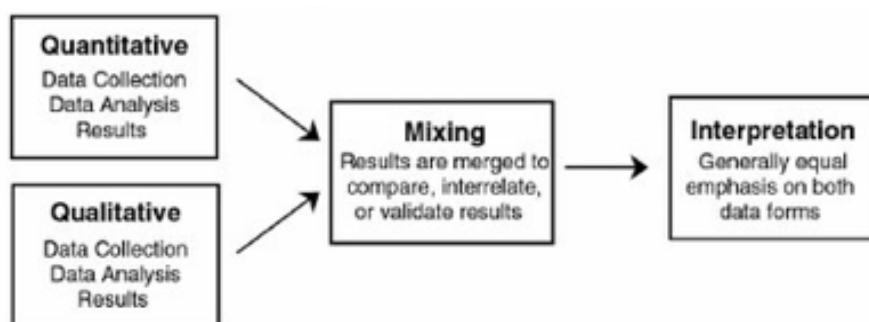 Quantitative
Data Collection
Data Analysis
Results
Qualitative
Data Collection
Data Analysis
Results
Mixing
Results are merged to
compare, interrelate,
or validate results
Interpretation
Generally equal
emphasis on both
data forms